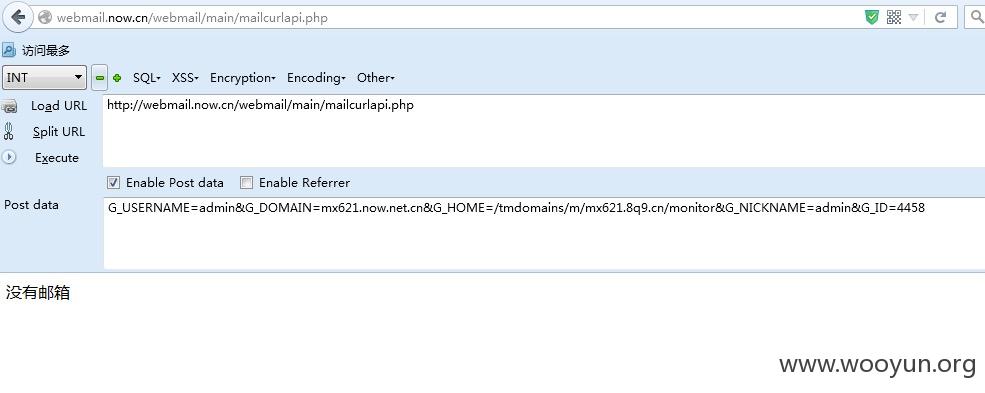 webmail.now.cn/webmail/main/mailcurlapi.php
访问最多
INT SQL XSS Encryption Encoding Other
Load URL http://webmail.now.cn/webmail/main/mailcurlapi.php
Split URL
Execute
Enable Post data Enable Referrer
Post data G_USERNAME=admin&G_DOMAIN=mx621.now.net.cn&G_HOME=/tmdomains/m/mx621.8q9.cn/monitor&G_NICKNAME=admin&G_ID=4458
没有邮箱
www.wooyun.org